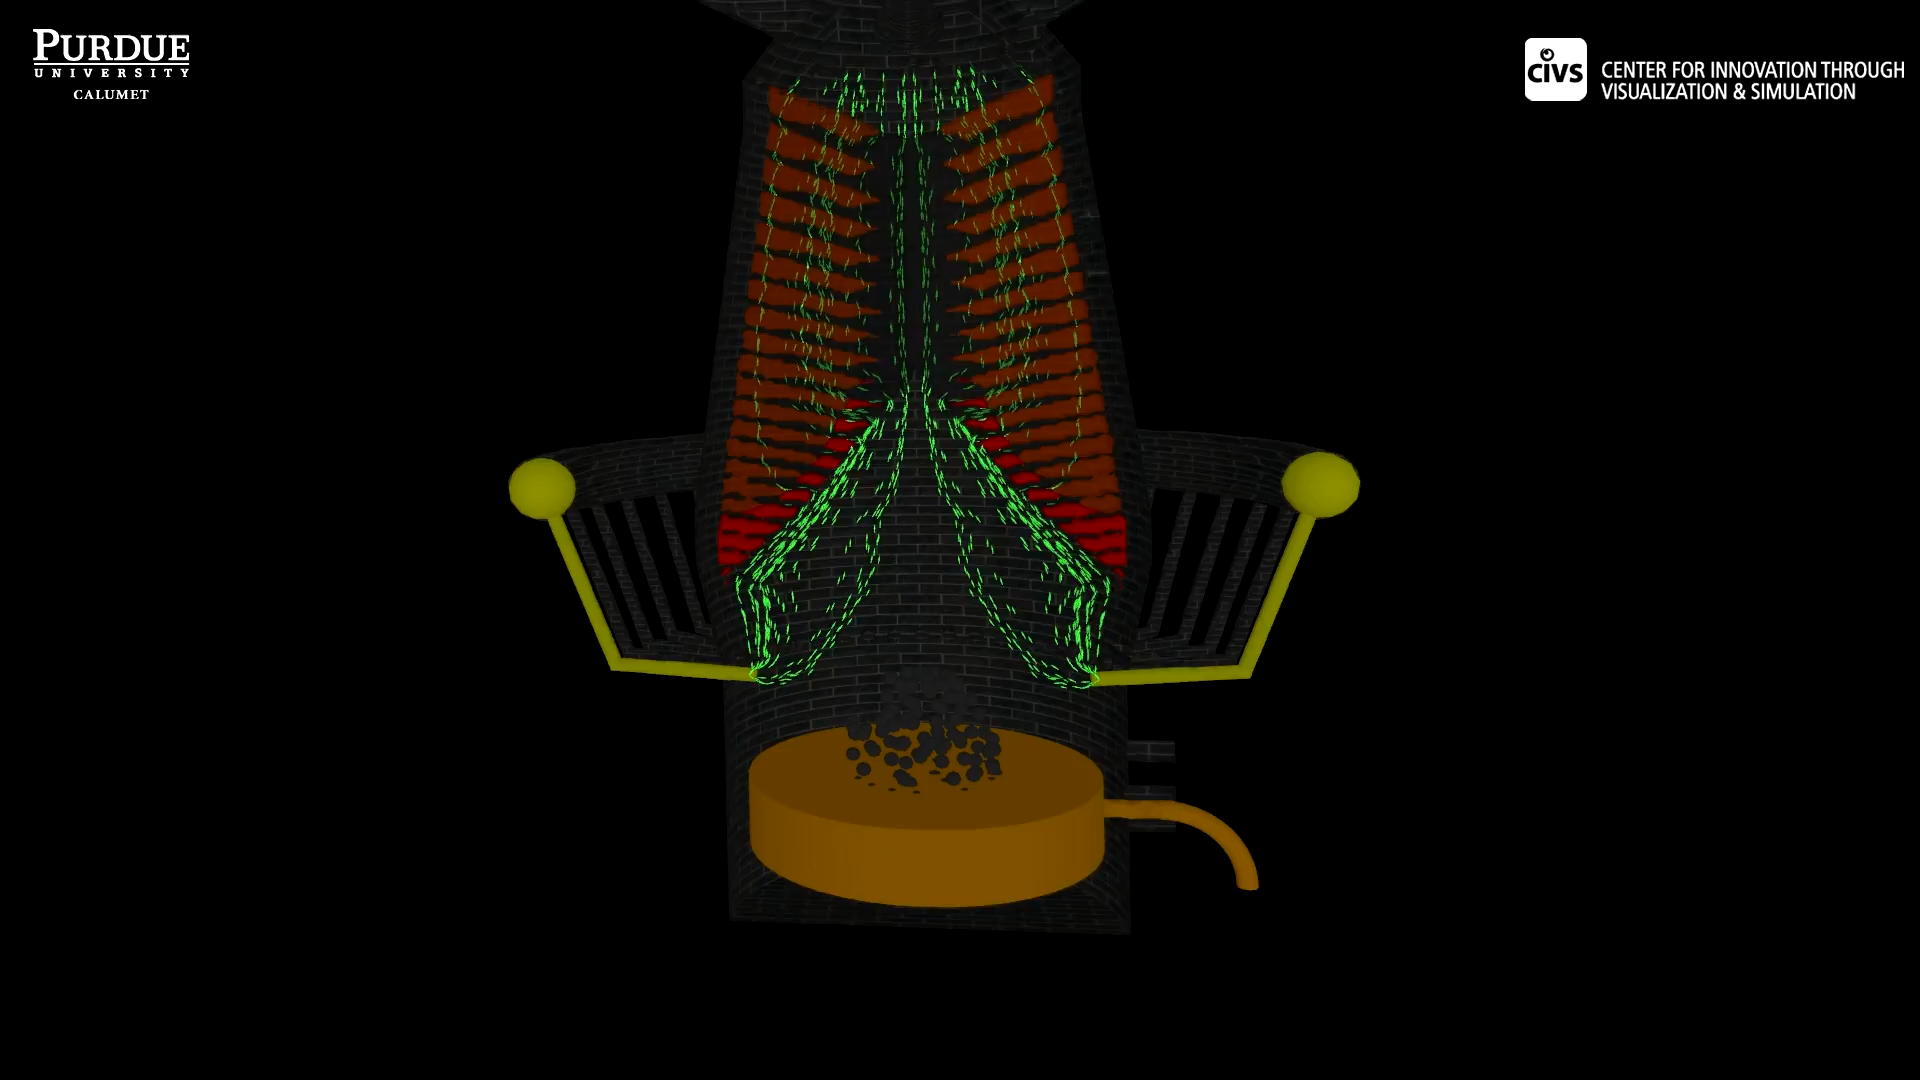 PURDUE
UNIVERSITY
CALUMET
civs
CENTER FOR INNOVATION THROUGH
VISUALIZATION & SIMULATION